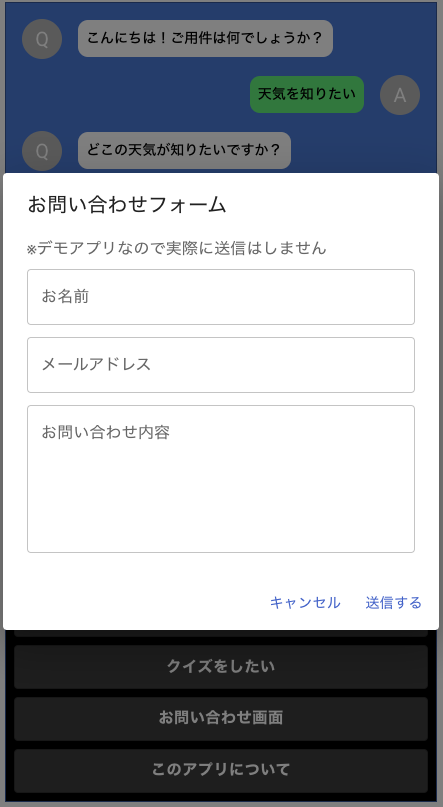 Q
こんにちは！ご用件は何でしょうか？
天気を知りたい
A
Q
どこの天気が知りたいですか？
お問い合わせフォーム
※デモアプリなので実際に送信はしません
お名前
メールアドレス
お問い合わせ内容
キャンセル 送信する
クイズをしたい
お問い合わせ画面
このアプリについて